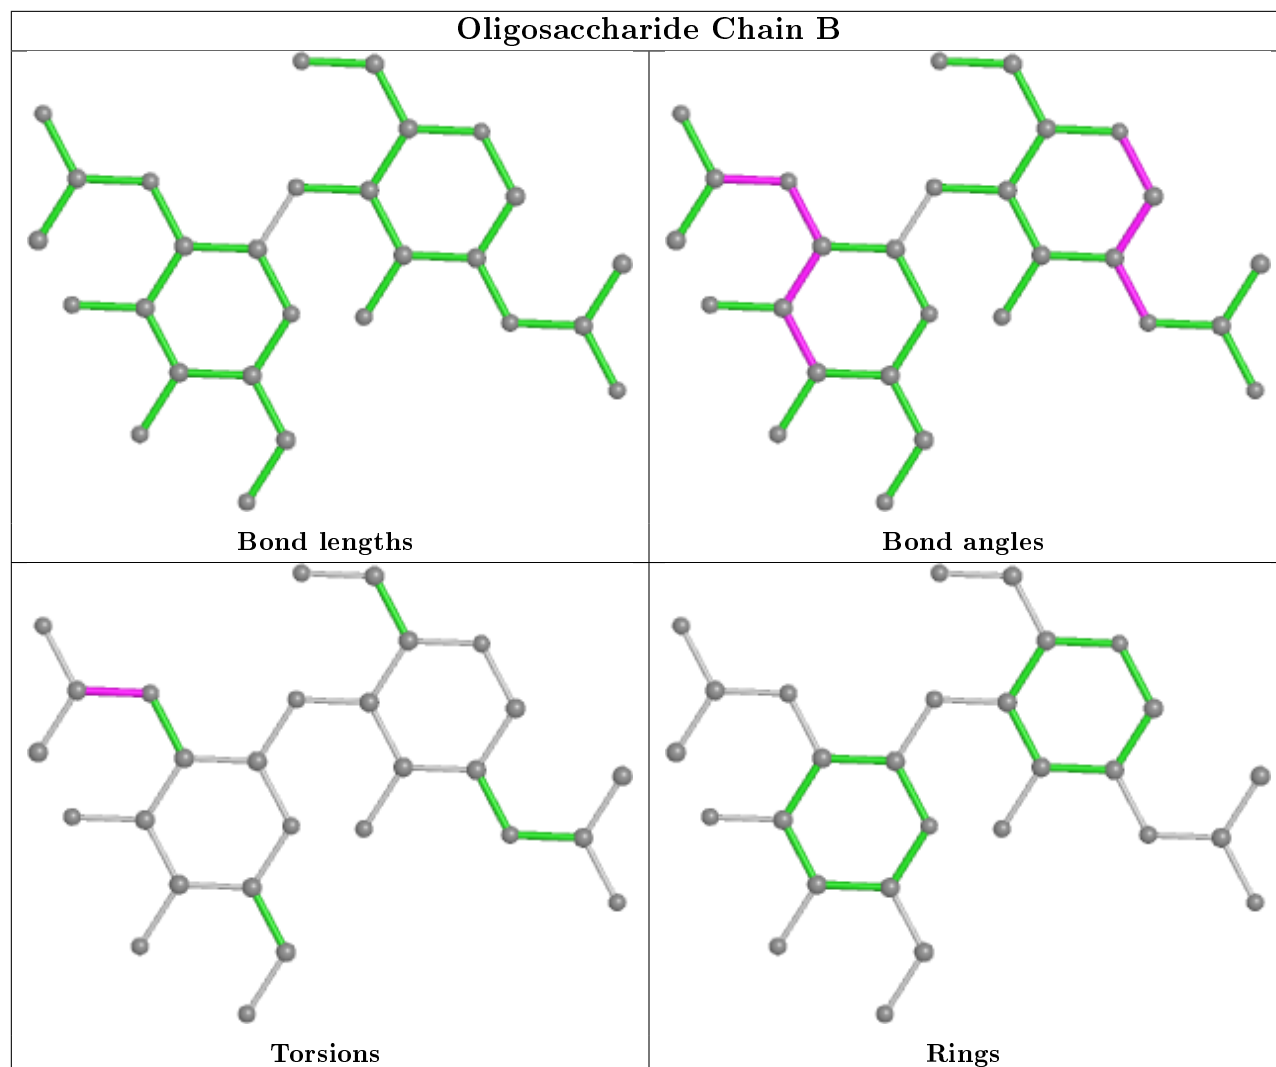 Oligosaccharide Chain B
Bond lengths
Bond angles
Torsions
Rings